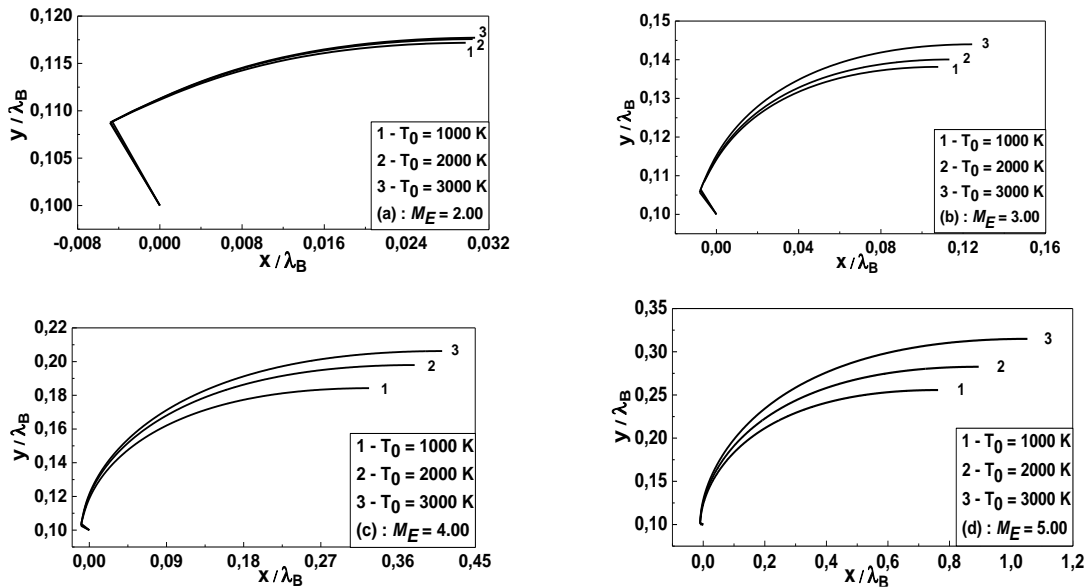 0,120
0,115
0,110
0,105
0,100
y / λB
-0,008 0,000 0,008 0,016 0,024 0,032
x / λB
3
1 2
1 - T0 = 1000 K
2 - T0 = 2000 K
3 - T0 = 3000 K
(a) : ME = 2.00
0,15
0,14
0,13
0,12
0,11
0,10
y / λB
0,00 0,04 0,08 0,12 0,16
x / λB
3
2
1
1 - T0 = 1000 K
2 - T0 = 2000 K
3 - T0 = 3000 K
(b) : ME = 3.00
0,22
0,20
0,18
0,16
0,14
0,12
0,10
y / λB
0,00 0,09 0,18 0,27 0,36 0,45
x / λB
3
2
1
1 - T0 = 1000 K
2 - T0 = 2000 K
3 - T0 = 3000 K
(c) : ME = 4.00
0,35
0,30
0,25
0,20
0,15
0,10
y / λB
0,0 0,2 0,4 0,6 0,8 1,0 1,2
x / λB
3
2
1
1 - T0 = 1000 K
2 - T0 = 2000 K
3 - T0 = 3000 K
(d) : ME = 5.00